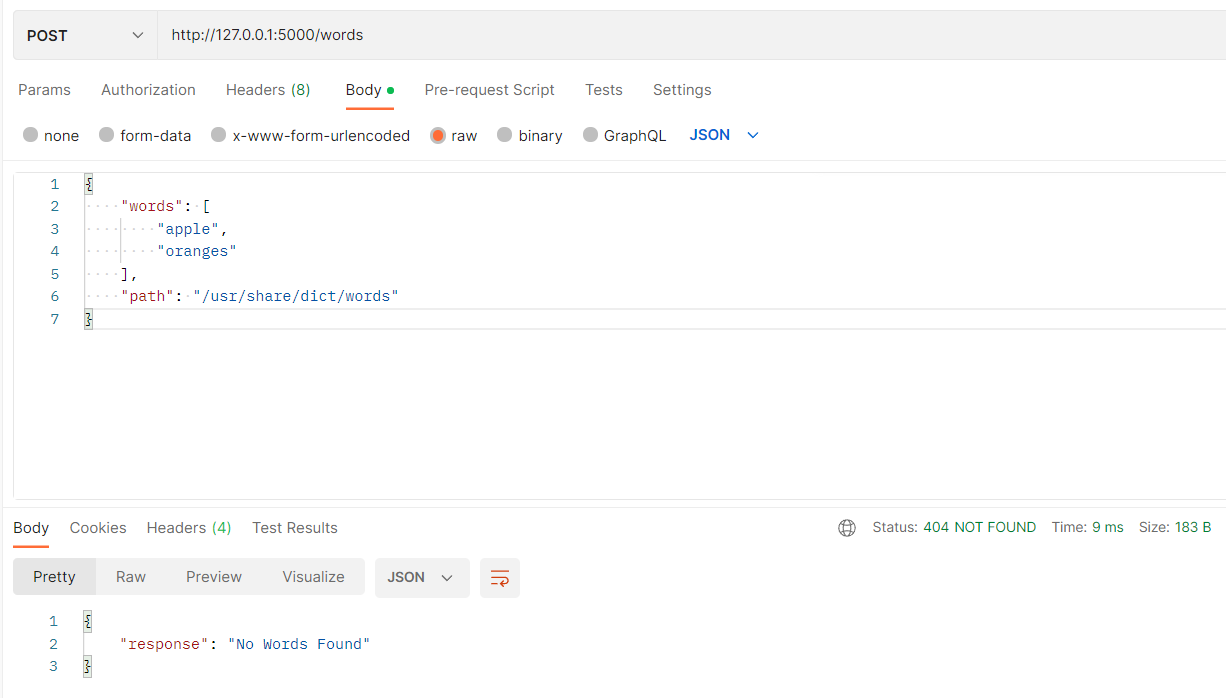 POST http://127.0.0.1:5000/words
Params Authorization Headers (8) Body Pre-request Script Tests Settings
none form-data x-www-form-urlencoded raw binary GraphQL JSON
1 {
2 "words": [
3 "apple",
4 "oranges"
5 ],
6 "path": "/usr/share/dict/words"
7 }
Body Cookies Headers (4) Test Results Status: 404 NOT FOUND Time: 9 ms Size: 183 B
Pretty Raw Preview Visualize JSON
1 {
2 "response": "No Words Found"
3 }